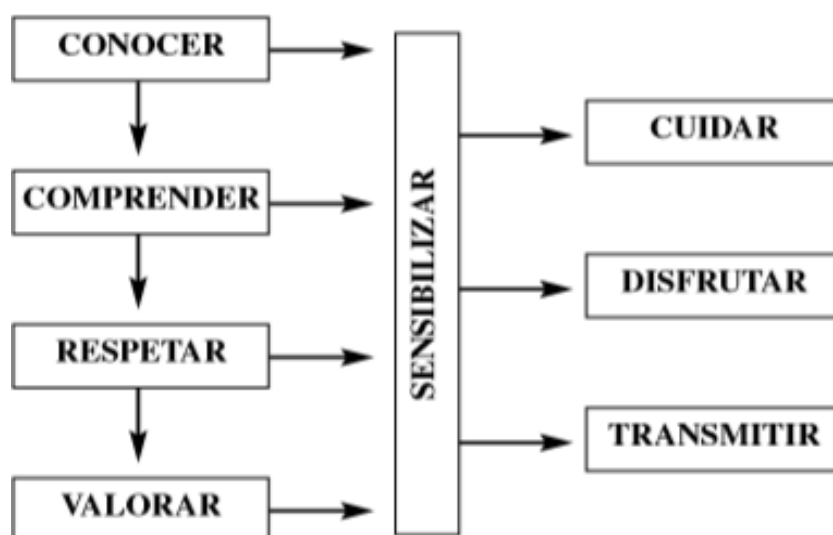 CONOCER
COMPRENDER
RESPETAR
VALORAR
SENSIBILIZAR
CUIDAR
DISFRUTAR
TRANSMITIR